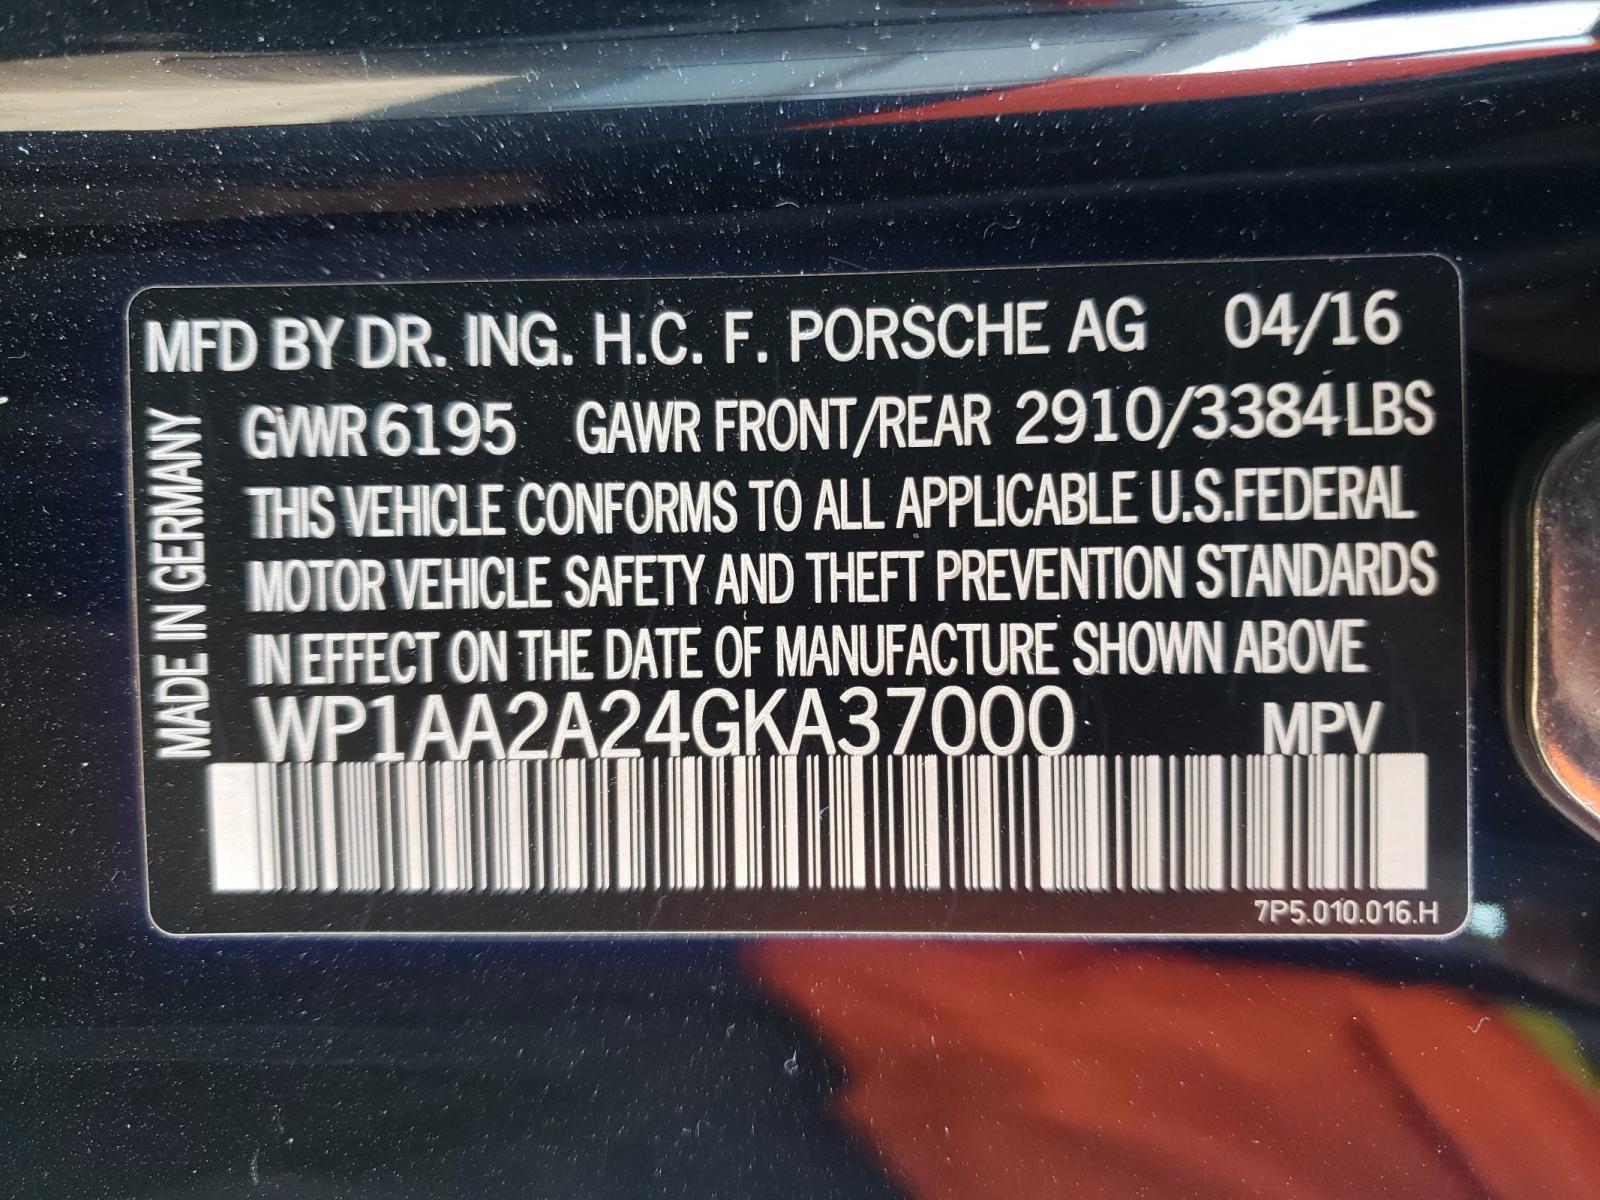 MFD BY DR. ING. H.C. F. PORSCHE AG 04/16
GVWR 6195 GAWR FRONT/REAR 2910/3384 LBS
THIS VEHICLE CONFORMS TO ALL APPLICABLE U.S.FEDERAL
MOTOR VEHICLE SAFETY AND THEFT PREVENTION STANDARDS
IN EFFECT ON THE DATE OF MANUFACTURE SHOWN ABOVE
WP1AA2A24GKA37000 MPV
7P5.010.016.H
MADE IN GERMANY